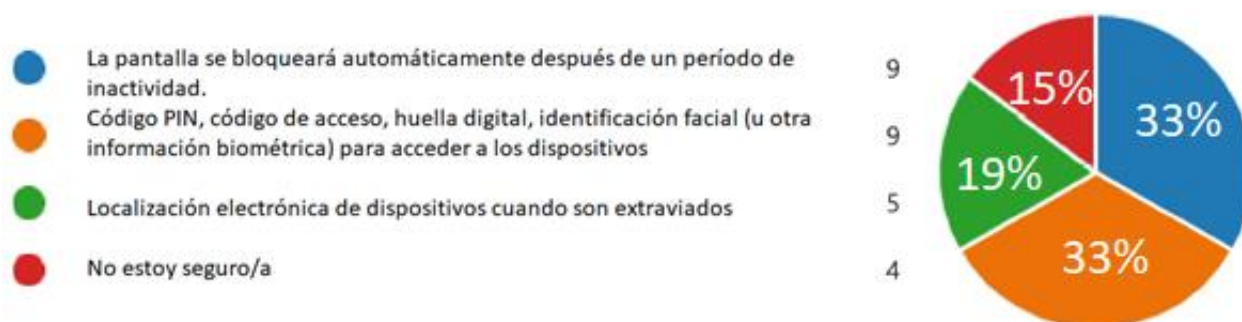 La pantalla se bloqueará automáticamente después de un período de
inactividad.
9
Código PIN, código de acceso, huella digital, identificación facial (u otra
información biométrica) para acceder a los dispositivos
9
Localización electrónica de dispositivos cuando son extraviados
5
No estoy seguro/a
4
15%
33%
19%
33%